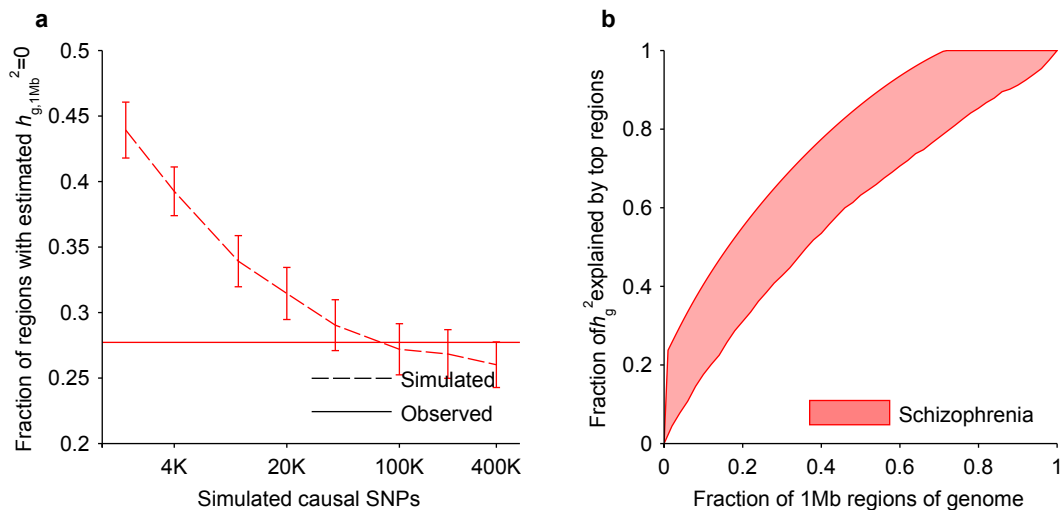 a
Fraction of regions with estimated h g,1Mb ²=0
0.5
0.45
0.4
0.35
0.3
0.25
0.2
Simulated
Observed
4K 20K 100K 400K
Simulated causal SNPs
b
Fraction of hg² explained by top regions
1
0.8
0.6
0.4
0.2
0
Schizophrenia
0 0.2 0.4 0.6 0.8 1
Fraction of 1Mb regions of genome